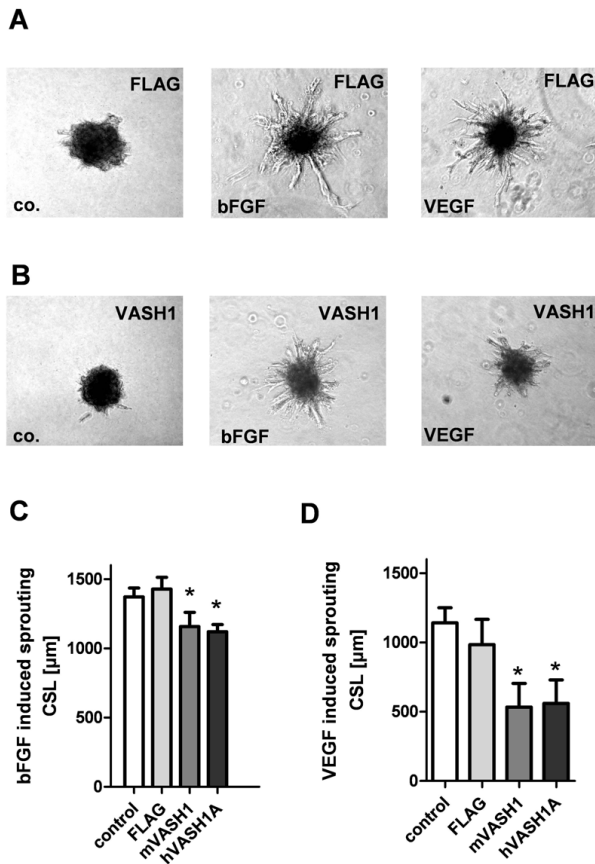 A
FLAG
co.
FLAG
bFGF
FLAG
VEGF
B
VASH1
co.
VASH1
bFGF
VASH1
VEGF
C
bFGF induced sprouting
CSL [µm]
1500
1000
500
0
* *
control
FLAG
mVASH1
hVASH1A
D
VEGF induced sprouting
CSL [µm]
1500
1000
500
0
* *
control
FLAG
mVASH1
hVASH1A